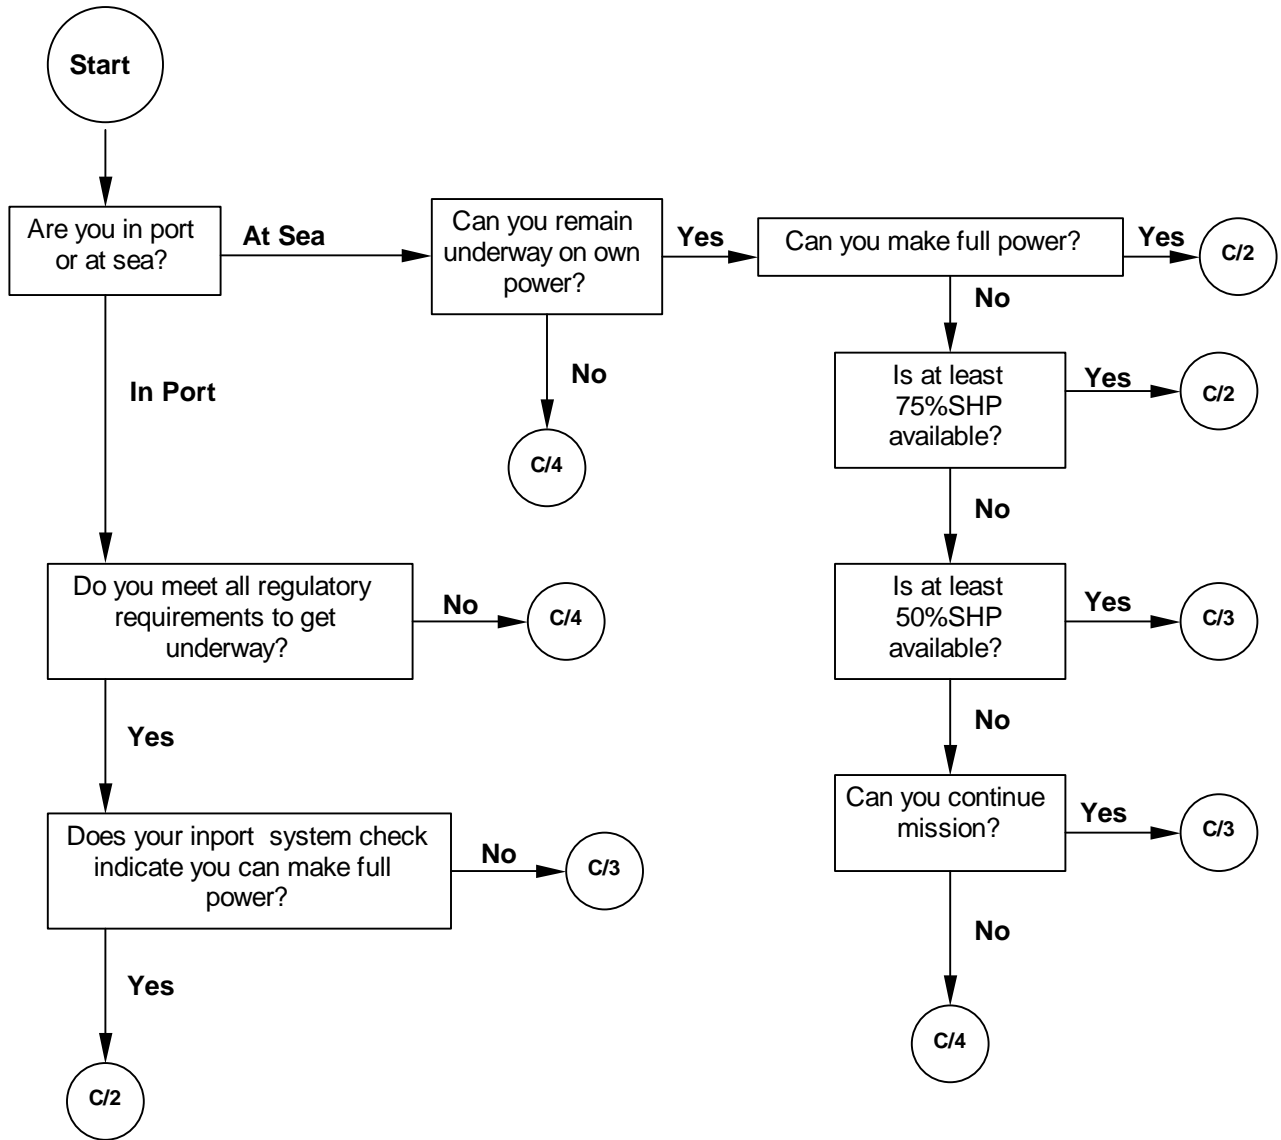 Start
Are you in port
or at sea?
At Sea
Can you remain
underway on own
power?
Yes
Can you make full power?
Yes
C/2
No
No
In Port
C/4
Is at least
75%SHP
available?
Yes
C/2
No
Do you meet all regulatory
requirements to get
underway?
No
C/4
Is at least
50%SHP
available?
Yes
C/3
No
Yes
Does your inport  system check
indicate you can make full
power?
No
C/3
Can you continue
mission?
Yes
C/3
No
C/4
Yes
C/2